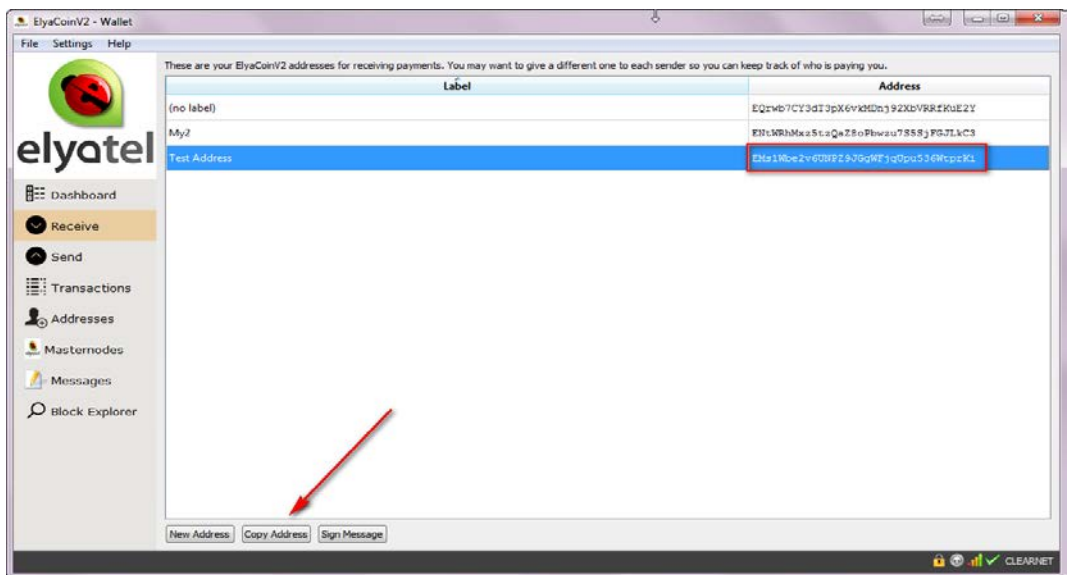 ElyaCoinV2 - Wallet
File Settings Help
These are your ElyaCoinV2 addresses for receiving payments. You may want to give a different one to each sender so you can keep track of who is paying you.
Label Address
(no label)
My2
Test Address
elyatel
Dashboard
Receive
Send
Transactions
Addresses
Masternodes
Messages
Block Explorer
New Address Copy Address Sign Message
CLEARNET